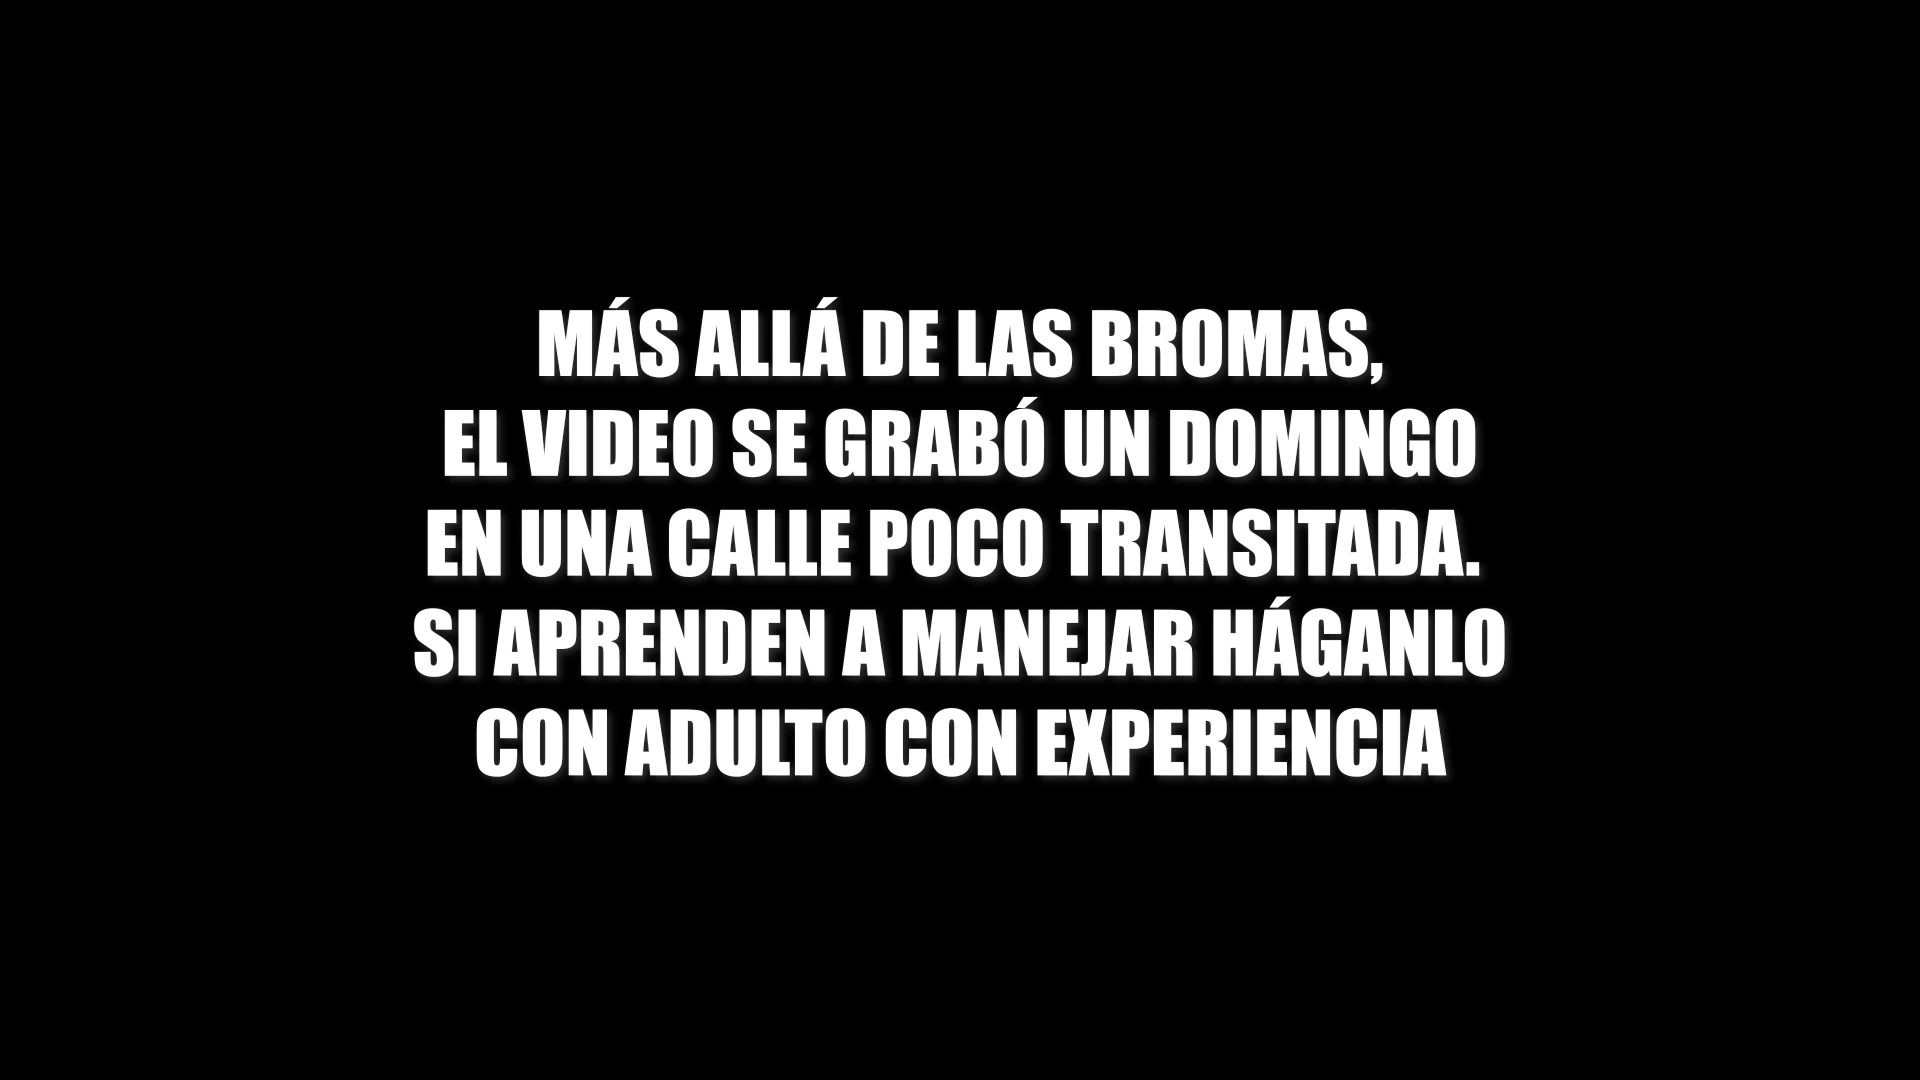 MÁS ALLÁ DE LAS BROMAS,
EL VIDEO SE GRABÓ UN DOMINGO
EN UNA CALLE POCO TRANSITADA.
SI APRENDEN A MANEJAR HÁGANLO
CON ADULTO CON EXPERIENCIA